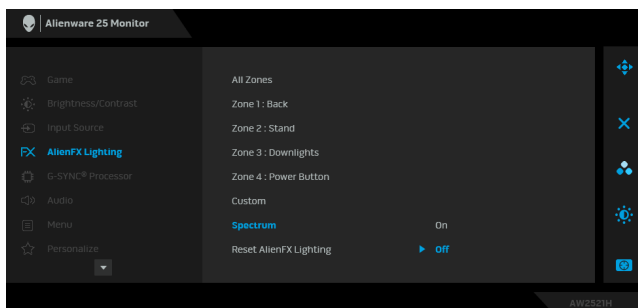 Alienware 25 Monitor
Game
Brightness/Contrast
Input Source
AlienFX Lighting
G-SYNC® Processor
Audio
Menu
Personalize
All Zones
Zone 1 : Back
Zone 2 : Stand
Zone 3 : Downlights
Zone 4 : Power Button
Custom
Spectrum On
Reset AlienFX Lighting Off
AW2521H